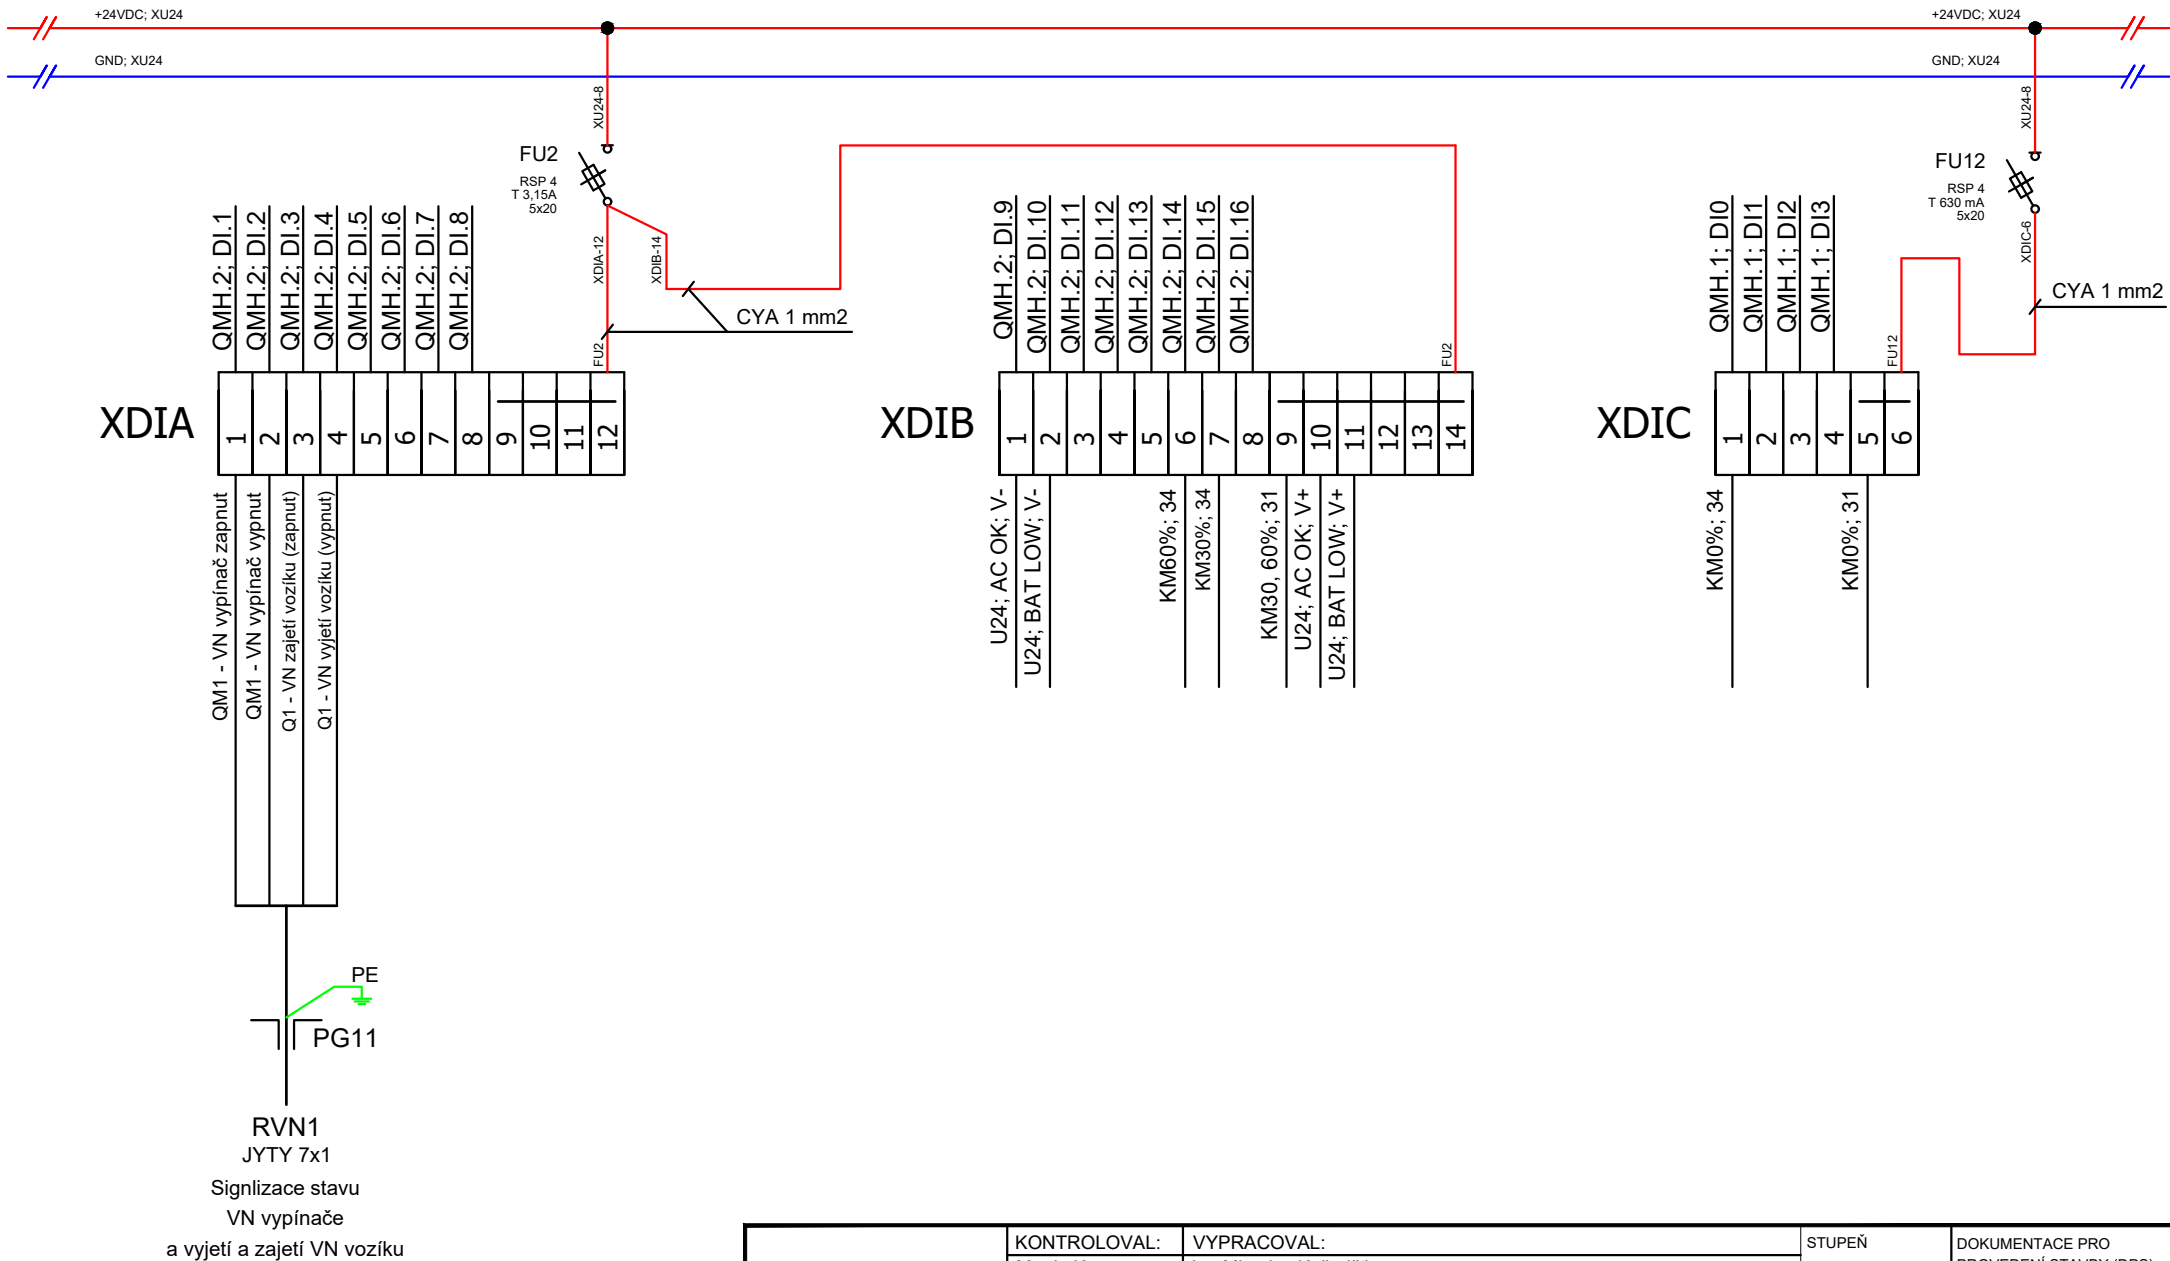 +24VDC; XU24
+24VDC; XU24
GND; XU24
GND; XU24
XU24-8
XU24-8
FU2
RSP 4
T 3,15A
5x20
FU12
RSP 4
T 630 mA
5x20
XDIA-12
XDIB-14
XDIC-6
CYA 1 mm2
CYA 1 mm2
QMH.2; DI.1
QMH.2; DI.2
QMH.2; DI.3
QMH.2; DI.4
QMH.2; DI.5
QMH.2; DI.6
QMH.2; DI.7
QMH.2; DI.8
FU2
QMH.2; DI.9
QMH.2; DI.10
QMH.2; DI.11
QMH.2; DI.12
QMH.2; DI.13
QMH.2; DI.14
QMH.2; DI.15
QMH.2; DI.16
FU2
QMH.1; DI0
QMH.1; DI1
QMH.1; DI2
QMH.1; DI3
FU12
XDIA
1 2 3 4 5 6 7 8 9 10 11 12
XDIB
1 2 3 4 5 6 7 8 9 10 11 12 13 14
XDIC
1 2 3 4 5 6
QM1 - VN vypínač zapnut
QM1 - VN vypínač vypnut
Q1 - VN zajetí vozíku (zapnut)
Q1 - VN vyjetí vozíku (vypnut)
U24; AC OK; V-
U24; BAT LOW; V-
KM60%; 34
KM30%; 34
KM30, 60%; 31
U24; AC OK; V+
U24; BAT LOW; V+
KM0%; 34
KM0%; 31
PE
PG11
RVN1
JYTY 7x1
Signlizace stavu
VN vypínače
a vyjetí a zajetí VN vozíku
KONTROLOVAL:
VYPRACOVAL:
STUPEŇ
DOKUMENTACE PRO